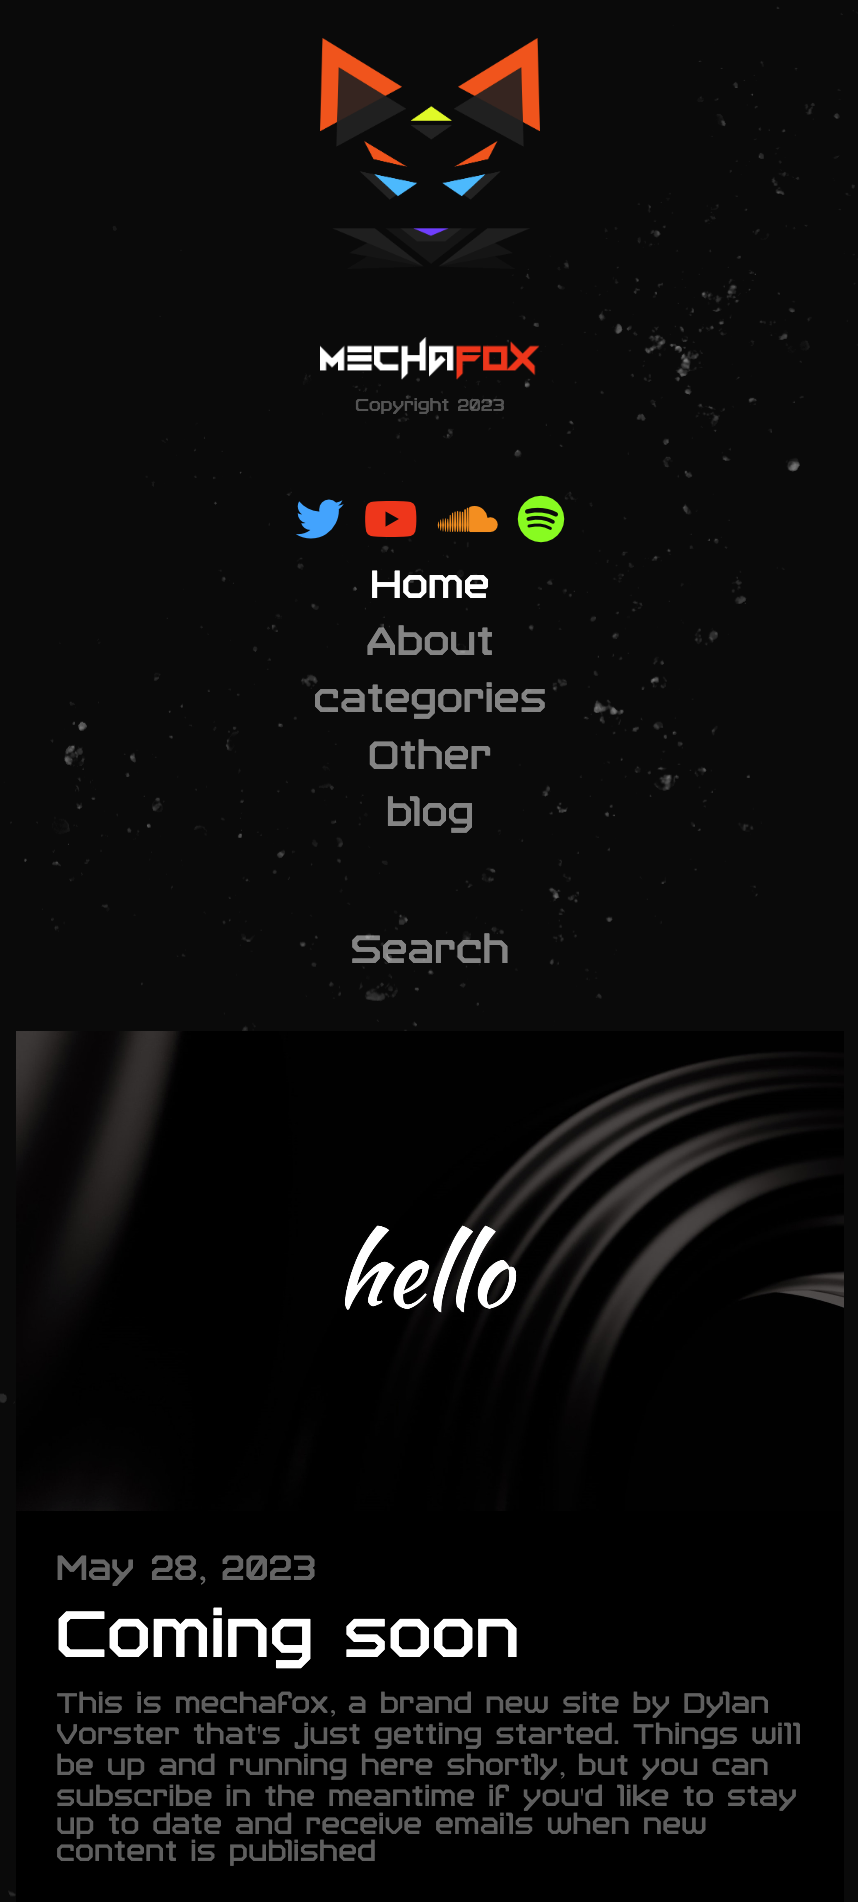 MECHAFOX
Copyright 2023
Home
About
categories
Other
blog
Search
hello
May 28, 2023
Coming soon
This is mechafox, a brand new site by Dylan
Vorster that's just getting started. Things will
be up and running here shortly, but you can
subscribe in the meantime if you'd like to stay
up to date and receive emails when new
content is published